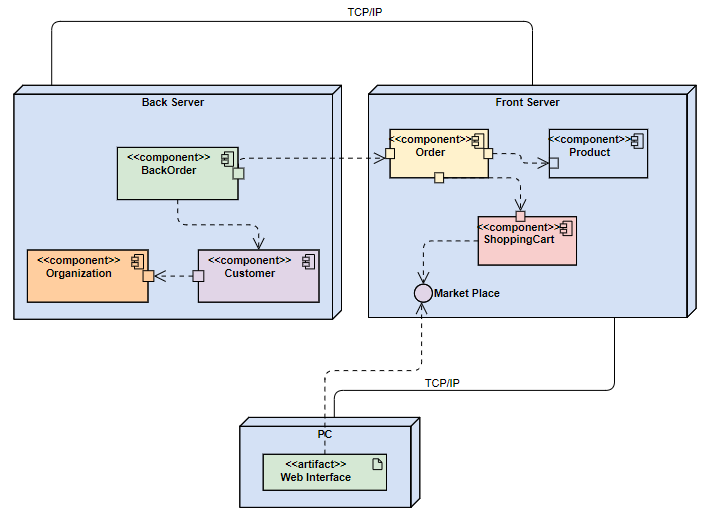 TCP/IP
Back Server
<<component>>
BackOrder
<<component>>
Organization
<<component>>
Customer
Front Server
<<component>>
Order
<<component>>
Product
<<component>>
ShoppingCart
Market Place
TCP/IP
PC
<<artifact>>
Web Interface